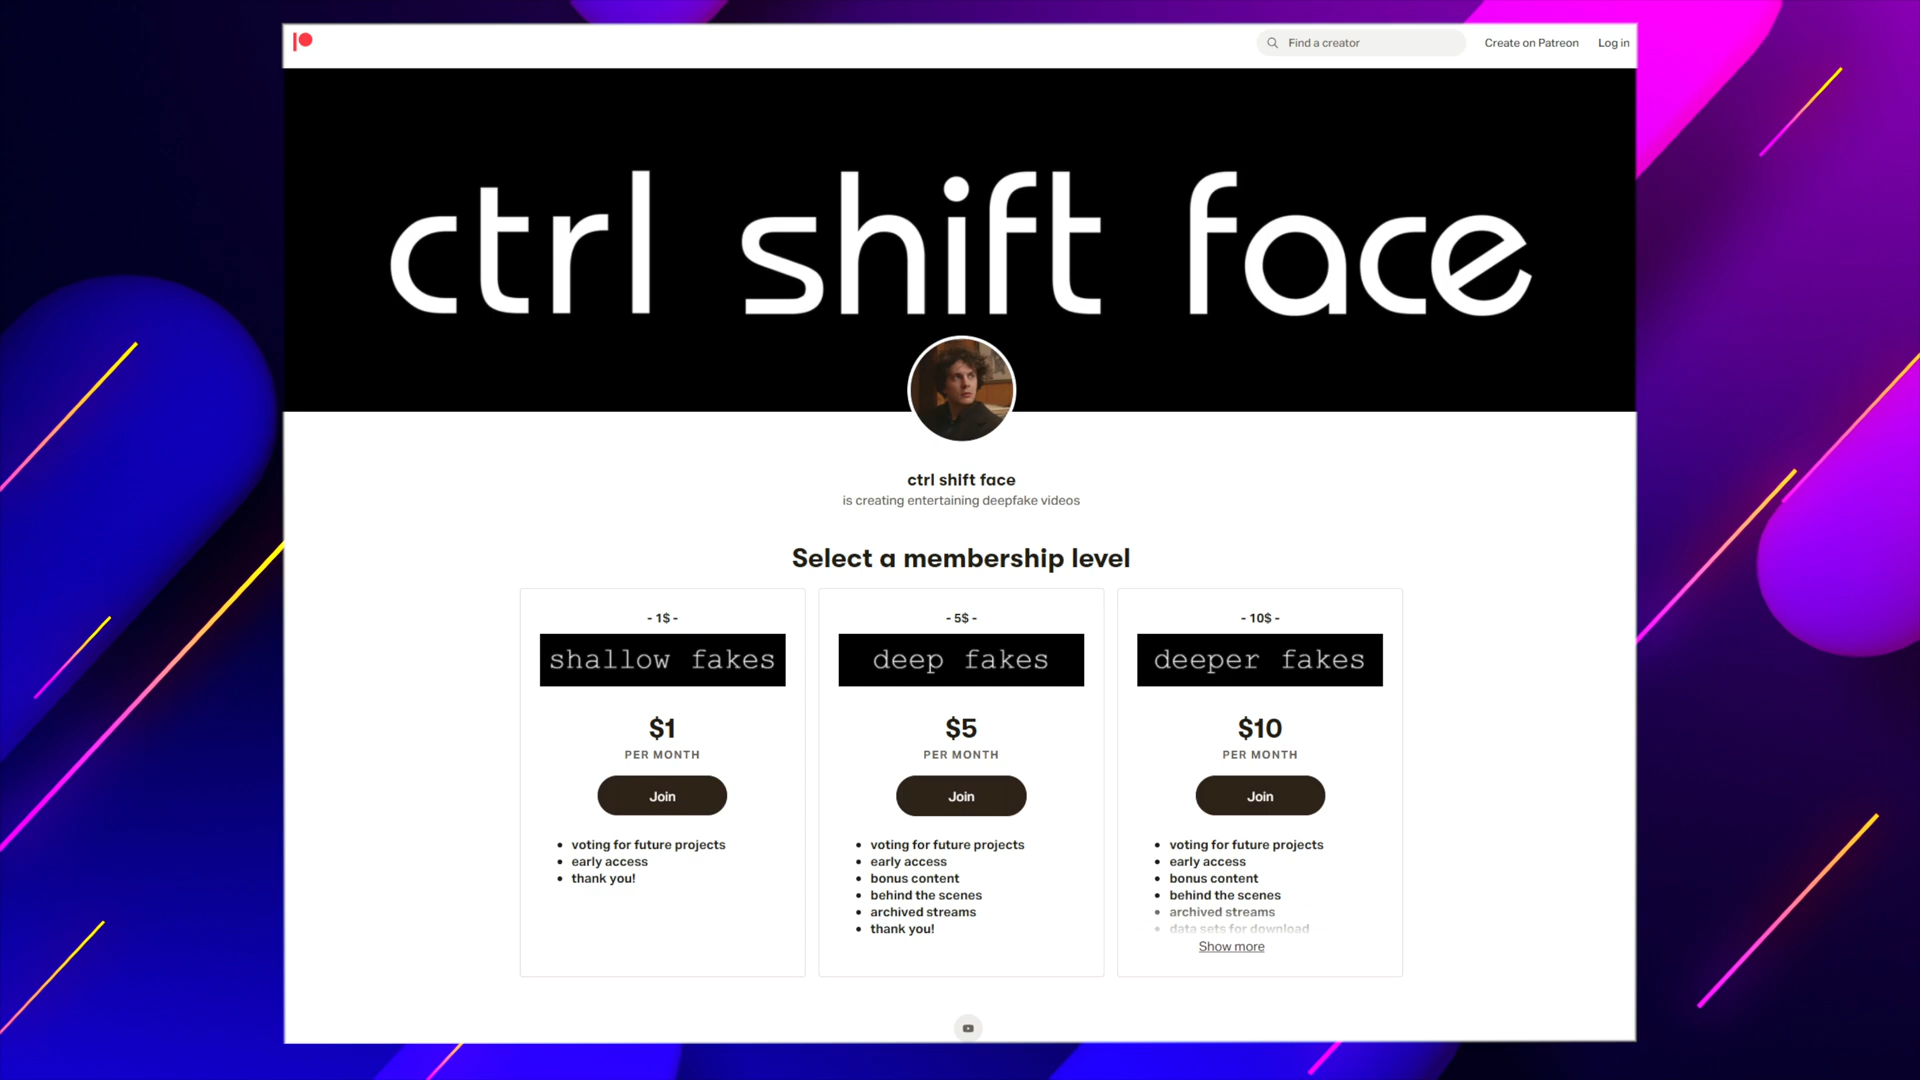 Find a creator
Create on Patreon
Log in
ctrl shift face
ctrl shift face
is creating entertaining deepfake videos
Select a membership level
- 1$ -
shallow fakes
$1
PER MONTH
Join
• voting for future projects
• early access
• thank you!
- 5$ -
deep fakes
$5
PER MONTH
Join
• voting for future projects
• early access
• bonus content
• behind the scenes
• archived streams
• thank you!
- 10$ -
deeper fakes
$10
PER MONTH
Join
• voting for future projects
• early access
• bonus content
• behind the scenes
• archived streams
• data sets for download
Show more